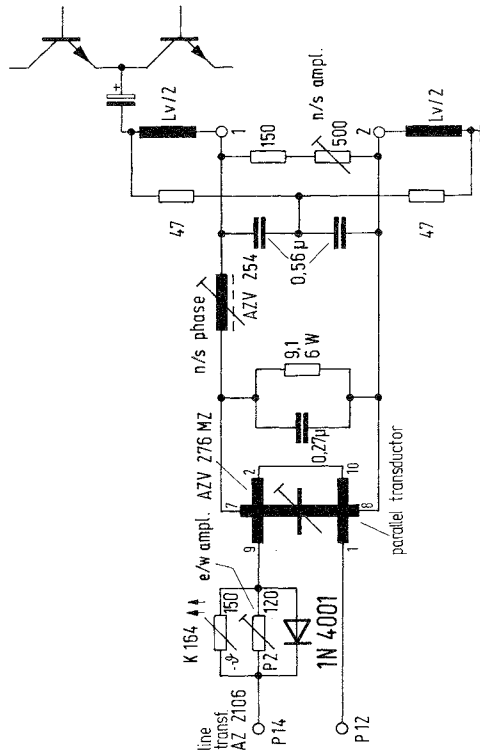 +
Lv/2
1
n/s ampl.
150
500
2
Lv/2
47
47
n/s phase
AZV 254
0,56 µ
9,1
6 W
0,27µ
AZV 276 MZ
7
2
10
8
9
1
parallel transductor
e/w ampl.
K 164
150
-ϑ
P2
120
1N 4001
line
transf.
AZ 2106
P14
P12